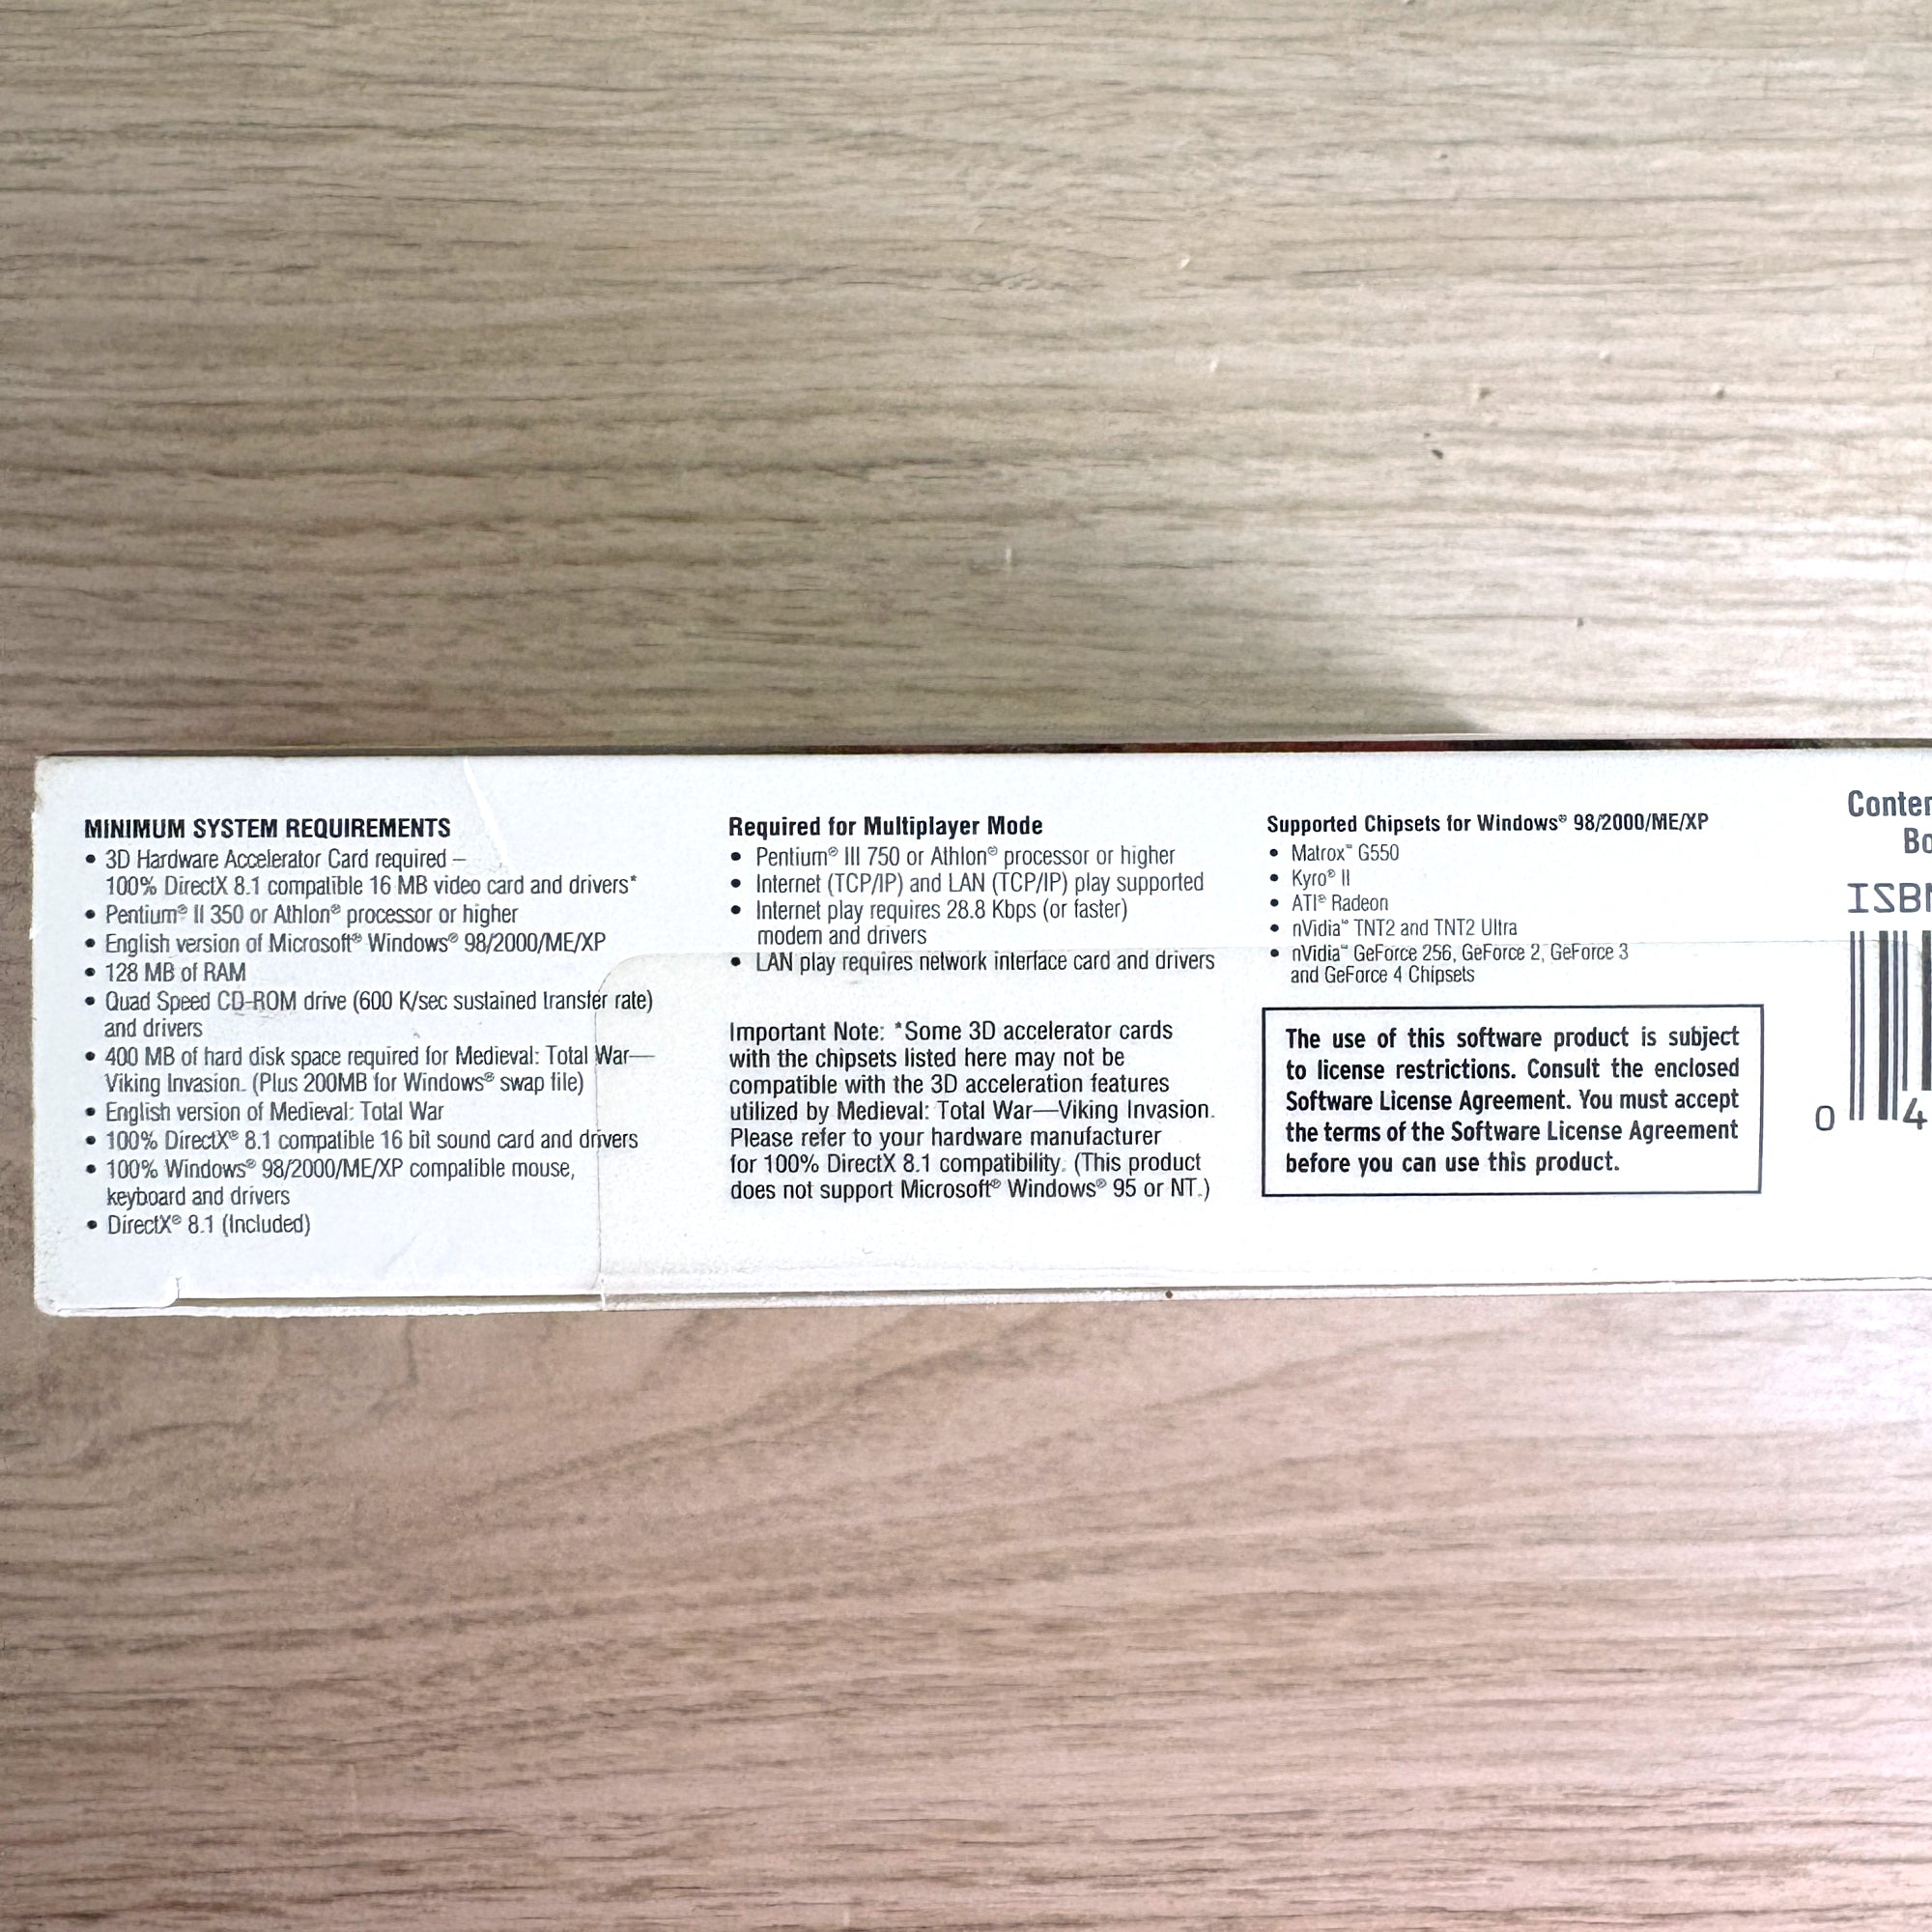 MINIMUM SYSTEM REQUIREMENTS
• 3D Hardware Accelerator Card required –
100% DirectX 8.1 compatible 16 MB video card and drivers*
• Pentium® II 350 or Athlon® processor or higher
• English version of Microsoft® Windows® 98/2000/ME/XP
• 128 MB of RAM
• Quad Speed CD-ROM drive (600 K/sec sustained transfer rate)
and drivers
• 400 MB of hard disk space required for Medieval: Total War—
Viking Invasion. (Plus 200MB for Windows® swap file)
• English version of Medieval: Total War
• 100% DirectX® 8.1 compatible 16 bit sound card and drivers
• 100% Windows® 98/2000/ME/XP compatible mouse,
keyboard and drivers
• DirectX® 8.1 (Included)
Required for Multiplayer Mode
• Pentium® III 750 or Athlon® processor or higher
• Internet (TCP/IP) and LAN (TCP/IP) play supported
• Internet play requires 28.8 Kbps (or faster)
modem and drivers
• LAN play requires network interface card and drivers
Important Note: *Some 3D accelerator cards
with the chipsets listed here may not be
compatible with the 3D acceleration features
utilized by Medieval: Total War—Viking Invasion.
Please refer to your hardware manufacturer
for 100% DirectX 8.1 compatibility. (This product
does not support Microsoft® Windows® 95 or NT.)
Supported Chipsets for Windows® 98/2000/ME/XP
• Matrox™ G550
• Kyro® II
• ATI® Radeon
• nVidia™ TNT2 and TNT2 Ultra
• nVidia™ GeForce 256, GeForce 2, GeForce 3
and GeForce 4 Chipsets
The use of this software product is subject
to license restrictions. Consult the enclosed
Software License Agreement. You must accept
the terms of the Software License Agreement
before you can use this product.
0 4